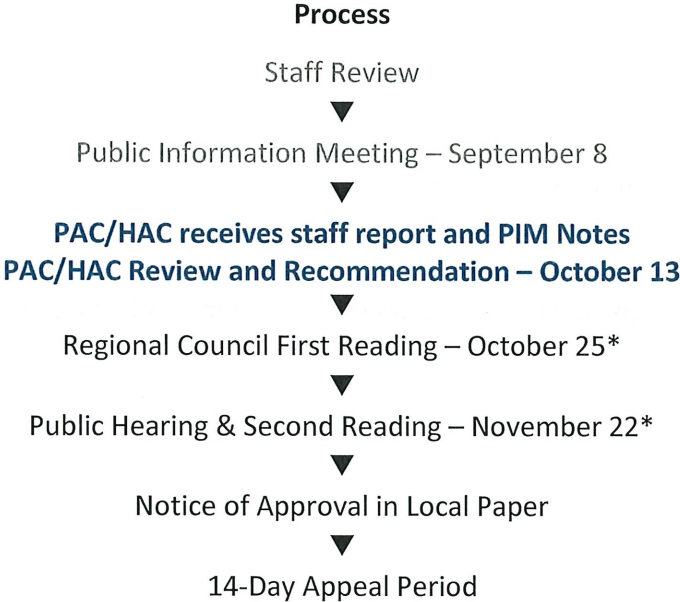 Process
Staff Review
Public Information Meeting – September 8
PAC/HAC receives staff report and PIM Notes
PAC/HAC Review and Recommendation – October 13
Regional Council First Reading – October 25*
Public Hearing & Second Reading – November 22*
Notice of Approval in Local Paper
14-Day Appeal Period